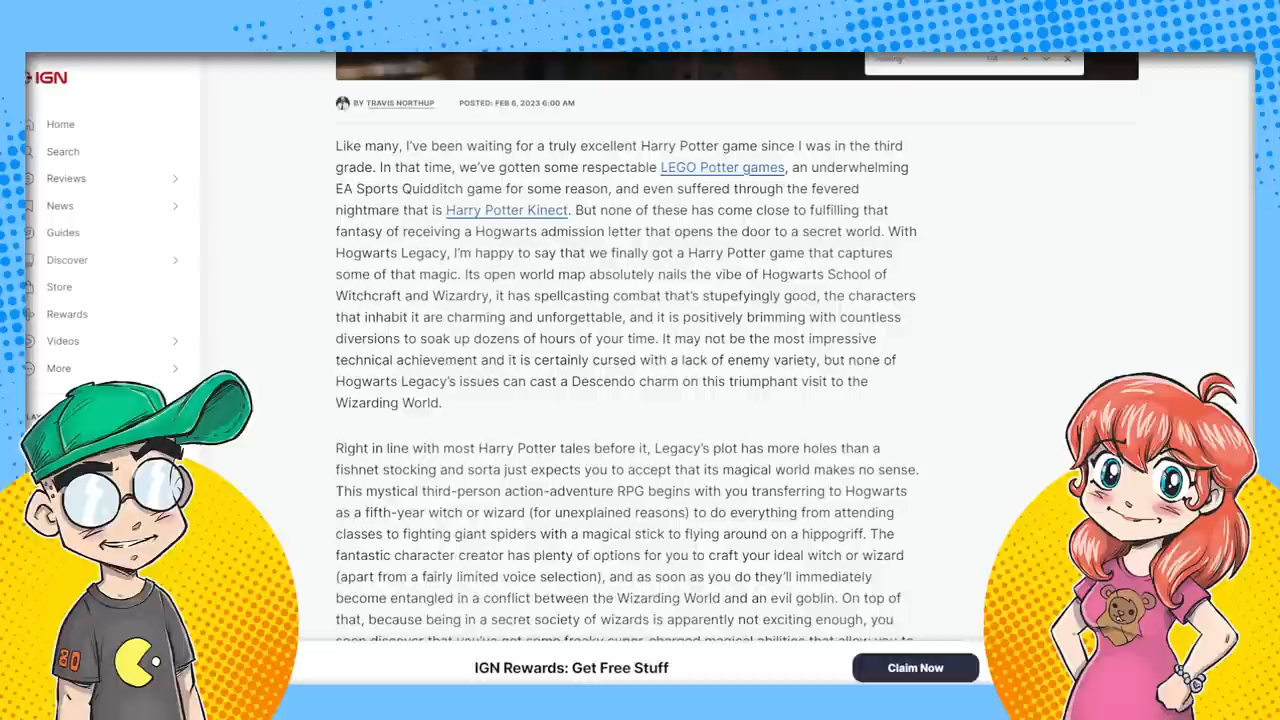 IGN
Home
Search
Reviews
News
Guides
Discover
Store
Rewards
Videos
More
BY TRAVIS NORTHUP POSTED: FEB 6, 2023 6:00 AM
Like many, I've been waiting for a truly excellent Harry Potter game since I was in the third
grade. In that time, we've gotten some respectable LEGO Potter games, an underwhelming
EA Sports Quidditch game for some reason, and even suffered through the fevered
nightmare that is Harry Potter Kinect. But none of these has come close to fulfilling that
fantasy of receiving a Hogwarts admission letter that opens the door to a secret world. With
Hogwarts Legacy, I'm happy to say that we finally got a Harry Potter game that captures
some of that magic. Its open world map absolutely nails the vibe of Hogwarts School of
Witchcraft and Wizardry, it has spellcasting combat that's stupefyingly good, the characters
that inhabit it are charming and unforgettable, and it is positively brimming with countless
diversions to soak up dozens of hours of your time. It may not be the most impressive
technical achievement and it is certainly cursed with a lack of enemy variety, but none of
Hogwarts Legacy's issues can cast a Descendo charm on this triumphant visit to the
Wizarding World.
Right in line with most Harry Potter tales before it, Legacy's plot has more holes than a
fishnet stocking and sorta just expects you to accept that its magical world makes no sense.
This mystical third-person action-adventure RPG begins with you transferring to Hogwarts
as a fifth-year witch or wizard (for unexplained reasons) to do everything from attending
classes to fighting giant spiders with a magical stick to flying around on a hippogriff. The
fantastic character creator has plenty of options for you to craft your ideal witch or wizard
(apart from a fairly limited voice selection), and as soon as you do they'll immediately
become entangled in a conflict between the Wizarding World and an evil goblin. On top of
that, because being in a secret society of wizards is apparently not exciting enough, you
soon discover that you've got some freaky super-charged magical abilities that allow you to
IGN Rewards: Get Free Stuff
Claim Now
80